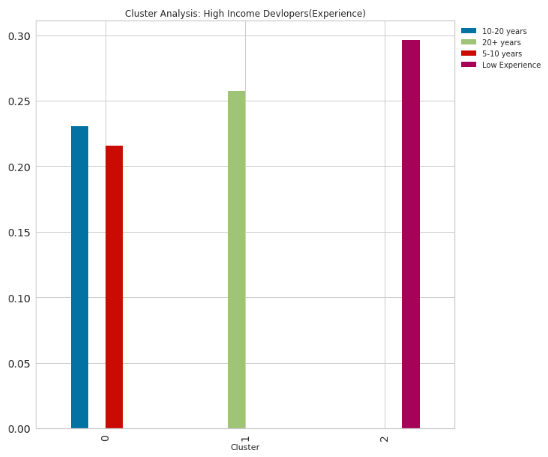 Cluster Analysis: High Income Devlopers(Experience)
0.30
0.25
0.20
0.15
0.10
0.05
0.00
0
1
2
Cluster
10-20 years
20+ years
5-10 years
Low Experience